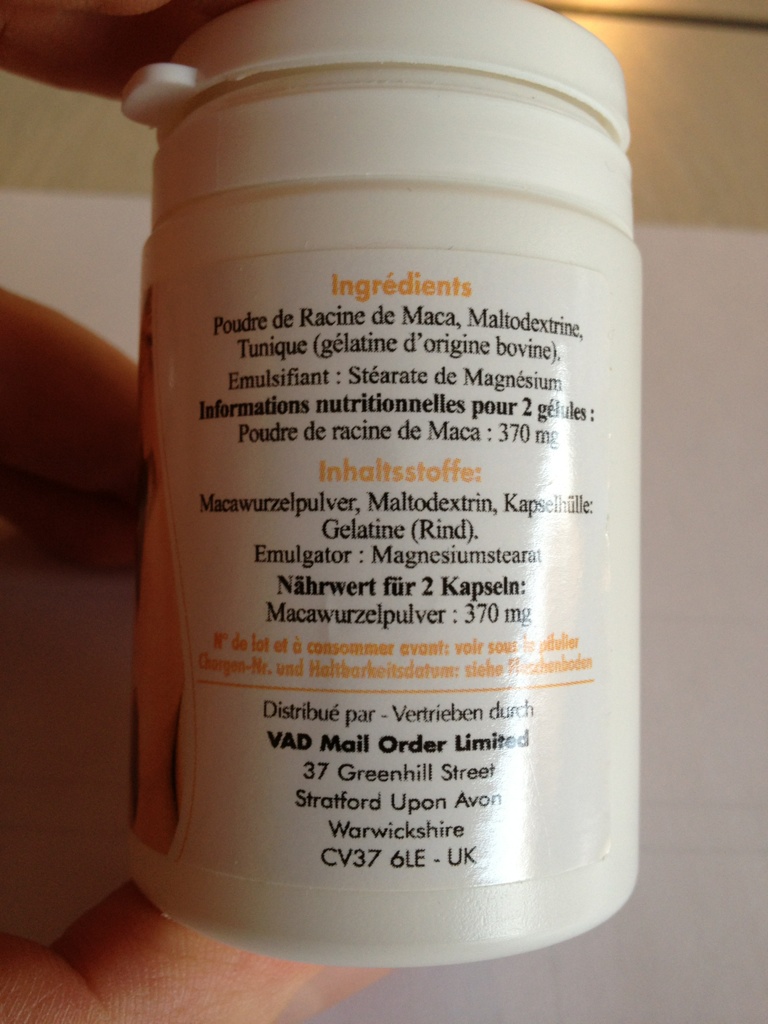 Ingrédients
Poudre de Racine de Maca, Maltodextrine,
Tunique (gélatine d'origine bovine).
Emulsifiant : Stéarate de Magnésium
Informations nutritionnelles pour 2 gélules :
Poudre de racine de Maca : 370 mg
Inhaltsstoffe:
Macawurzelpulver, Maltodextrin, Kapselhülle:
Gelatine (Rind).
Emulgator : Magnesiumstearat
Nährwert für 2 Kapseln:
Macawurzelpulver : 370 mg
N° de lot et à consommer avant: voir sous le pilulier
Chargen-Nr. und Haltbarkeitsdatum: siehe Flaschenboden
Distribué par - Vertrieben durch
VAD Mail Order Limited
37 Greenhill Street
Stratford Upon Avon
Warwickshire
CV37 6LE - UK